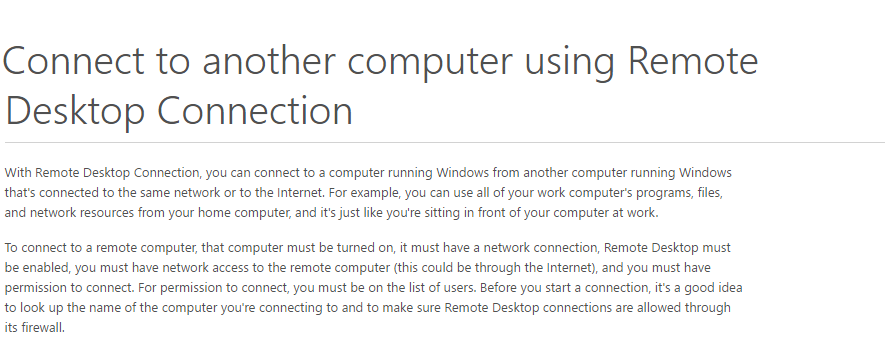 Connect to another computer using Remote
Desktop Connection
With Remote Desktop Connection, you can connect to a computer running Windows from another computer running Windows
that's connected to the same network or to the Internet. For example, you can use all of your work computer's programs, files,
and network resources from your home computer, and it's just like you're sitting in front of your computer at work.
To connect to a remote computer, that computer must be turned on, it must have a network connection, Remote Desktop must
be enabled, you must have network access to the remote computer (this could be through the Internet), and you must have
permission to connect. For permission to connect, you must be on the list of users. Before you start a connection, it's a good idea
to look up the name of the computer you're connecting to and to make sure Remote Desktop connections are allowed through
its firewall.